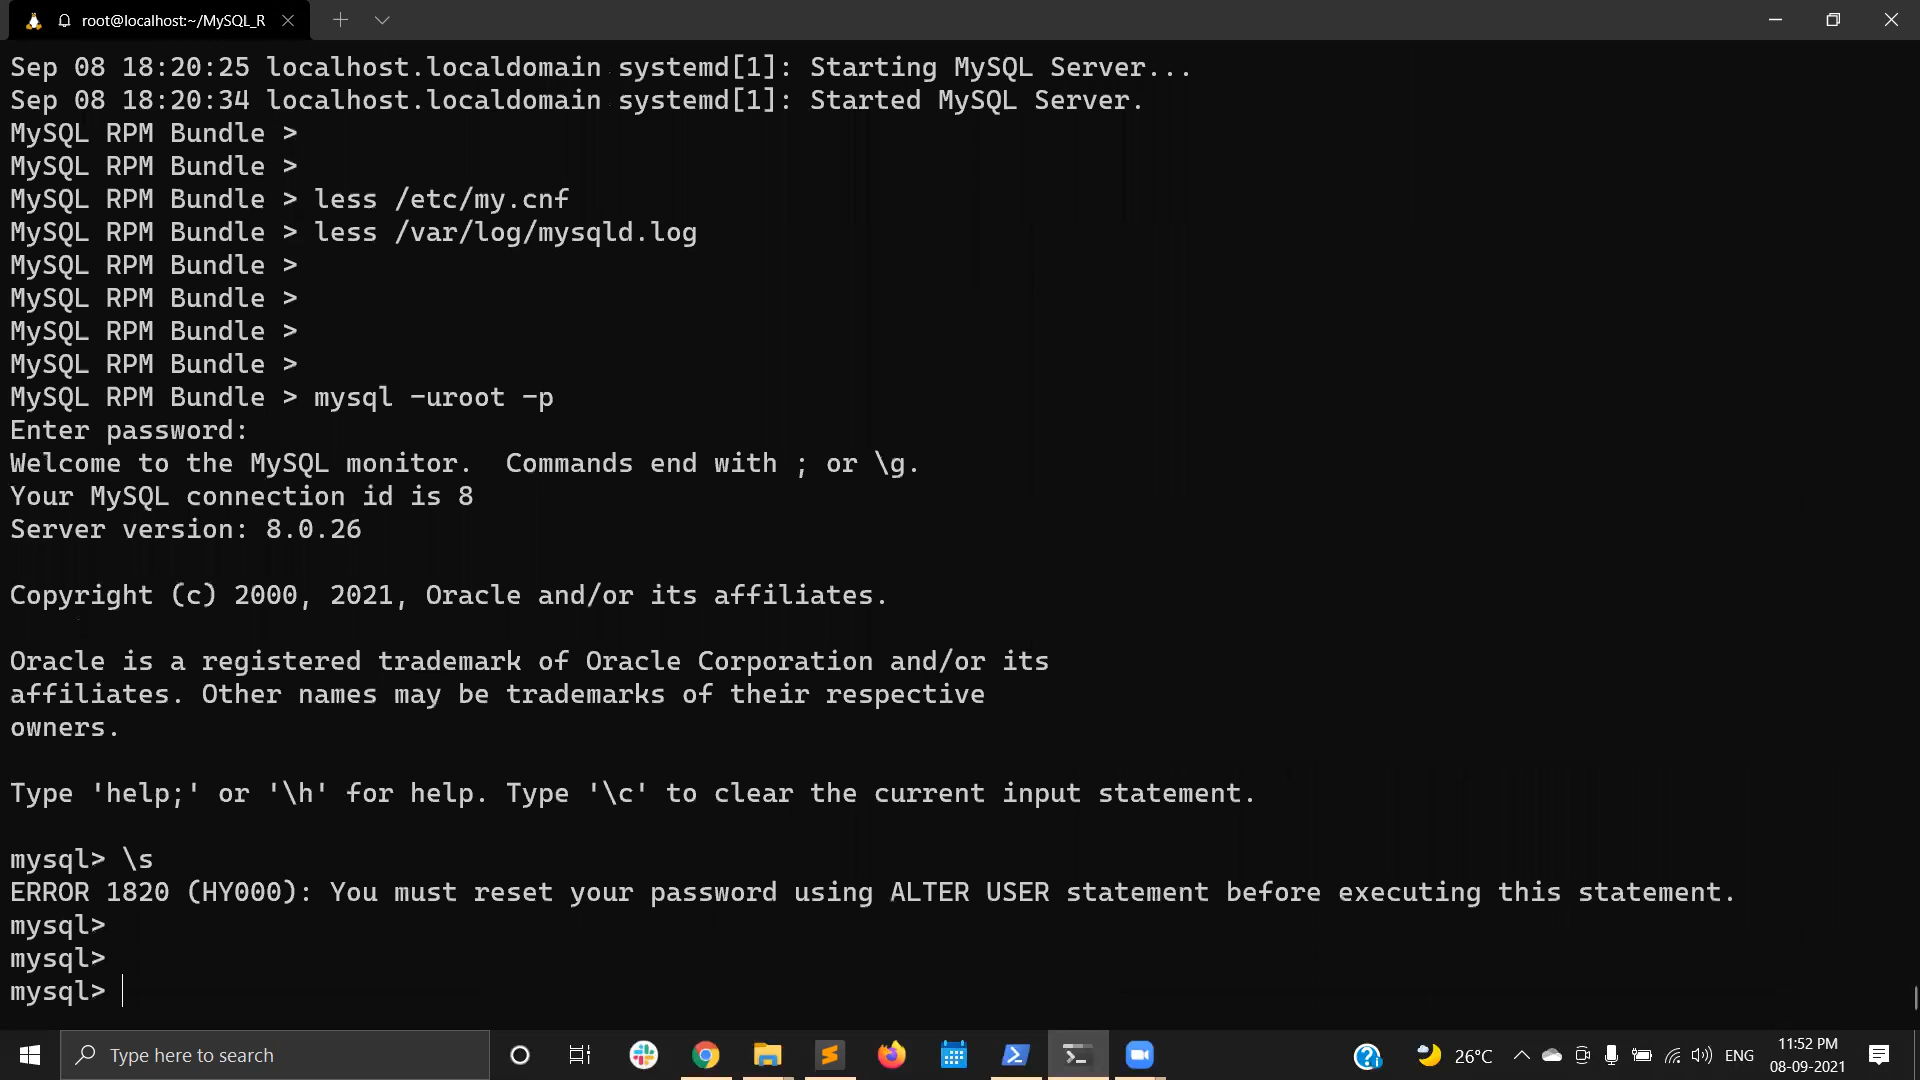 root@localhost:~/MySQL_R
Sep 08 18:20:25 localhost.localdomain systemd[1]: Starting MySQL Server...
Sep 08 18:20:34 localhost.localdomain systemd[1]: Started MySQL Server.
MySQL RPM Bundle >
MySQL RPM Bundle >
MySQL RPM Bundle > less /etc/my.cnf
MySQL RPM Bundle > less /var/log/mysqld.log
MySQL RPM Bundle >
MySQL RPM Bundle >
MySQL RPM Bundle >
MySQL RPM Bundle >
MySQL RPM Bundle > mysql -uroot -p
Enter password:
Welcome to the MySQL monitor.  Commands end with ; or \g.
Your MySQL connection id is 8
Server version: 8.0.26
Copyright (c) 2000, 2021, Oracle and/or its affiliates.
Oracle is a registered trademark of Oracle Corporation and/or its
affiliates. Other names may be trademarks of their respective
owners.
Type 'help;' or '\h' for help. Type '\c' to clear the current input statement.
mysql> \s
ERROR 1820 (HY000): You must reset your password using ALTER USER statement before executing this statement.
mysql>
mysql>
mysql>
Type here to search
26°C
ENG
11:52 PM
08-09-2021